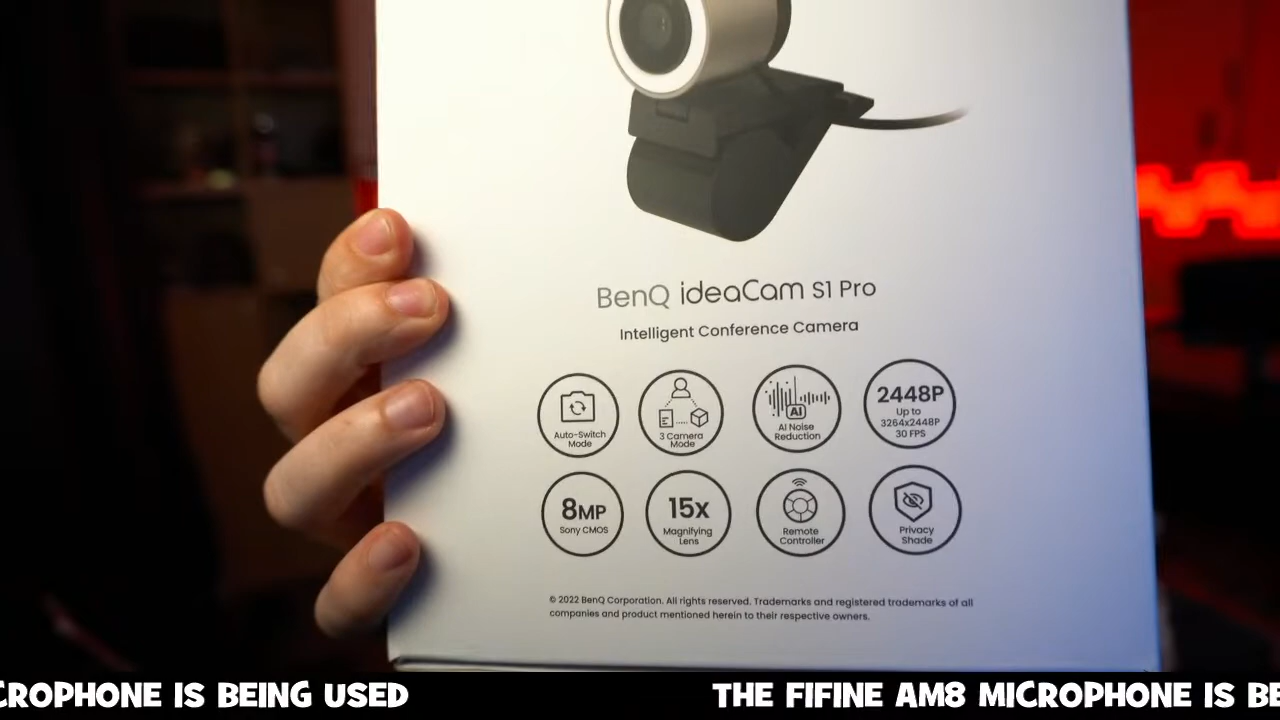 BenQ ideaCam S1 Pro
Intelligent Conference Camera
Auto-Switch
Mode
3 Camera
Mode
AI
AI Noise
Reduction
2448P
Up to
3264x2448P
30 FPS
8MP
Sony CMOS
15x
Magnifying
Lens
Remote
Controller
Privacy
Shade
© 2022 BenQ Corporation. All rights reserved. Trademarks and registered trademarks of all
companies and product mentioned herein to their respective owners.
CROPHONE IS BEING USED THE FIFINE AM8 MICROPHONE IS BE